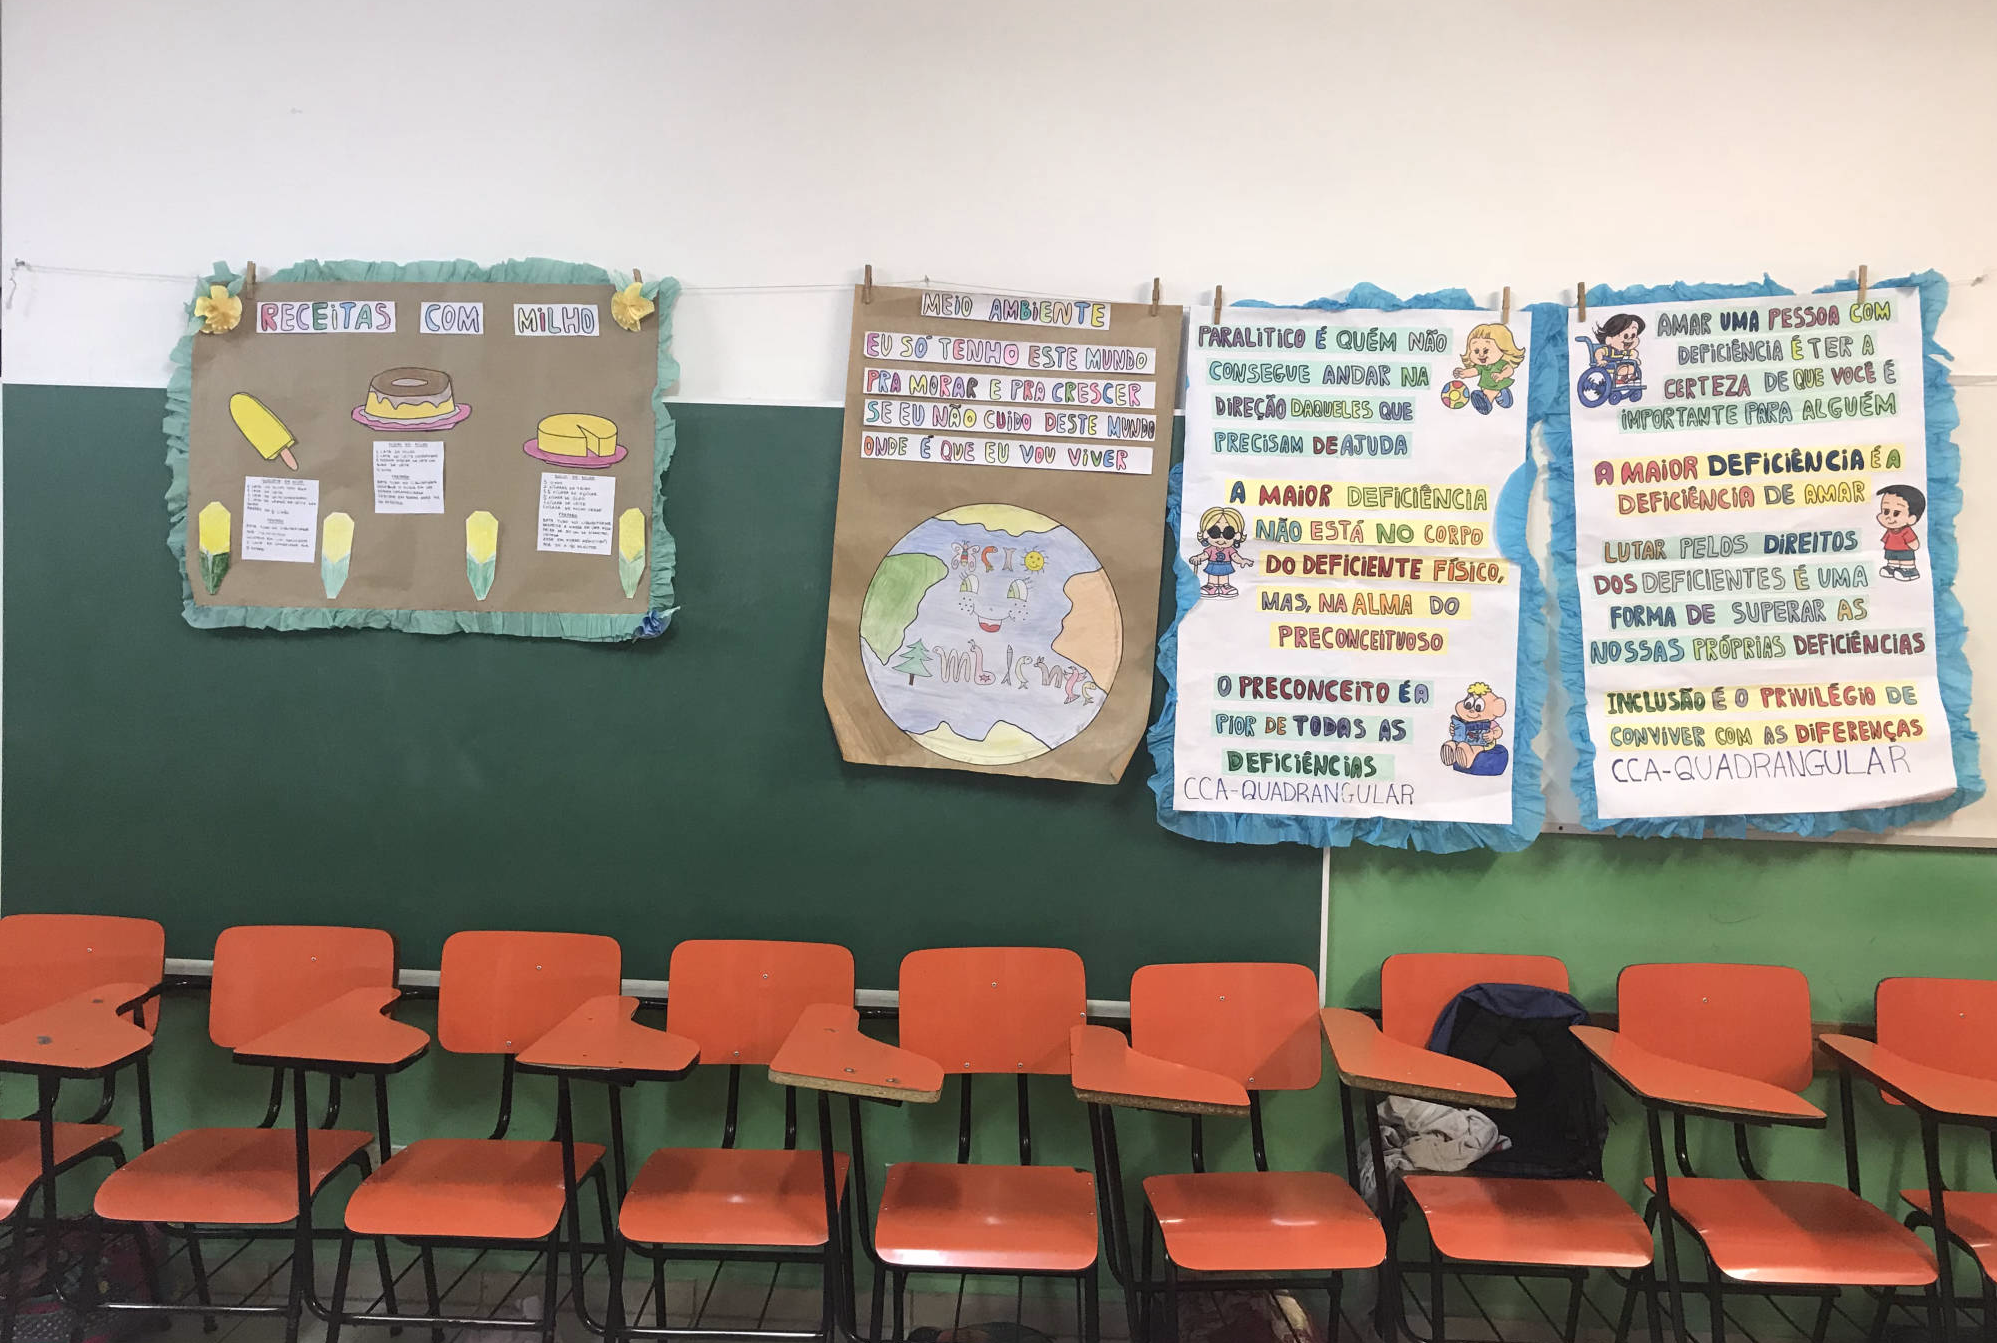 RECEITAS COM MILHO
MEIO AMBIENTE
EU SÓ TENHO ESTE MUNDO
PRA MORAR E PRA CRESCER
SE EU NÃO CUIDO DESTE MUNDO
ONDE É QUE EU VOU VIVER
MEIO
AMBIENTE
PARALITICO É QUÉM NÃO
CONSEGUE ANDAR NA
DIREÇÃO DAQUELES QUE
PRECISAM DE AJUDA
A MAIOR DEFICIÊNCIA
NÃO ESTÁ NO CORPO
DO DEFICIENTE FÍSICO,
MAS, NA ALMA DO
PRECONCEITUOSO
O PRECONCEITO É A
PIOR DE TODAS AS
DEFICIÊNCIAS
CCA-QUADRANGULAR
AMAR UMA PESSOA COM
DEFICIÊNCIA É TER A
CERTEZA DE QUE VOCÊ É
IMPORTANTE PARA ALGUÉM
A MAIOR DEFICIÊNCIA É A
DEFICIÊNCIA DE AMAR
LUTAR PELOS DIREITOS
DOS DEFICIENTES É UMA
FORMA DE SUPERAR AS
NOSSAS PRÓPRIAS DEFICIÊNCIAS
INCLUSÃO É O PRIVILÉGIO DE
CONVIVER COM AS DIFERENÇAS
CCA-QUADRANGULAR